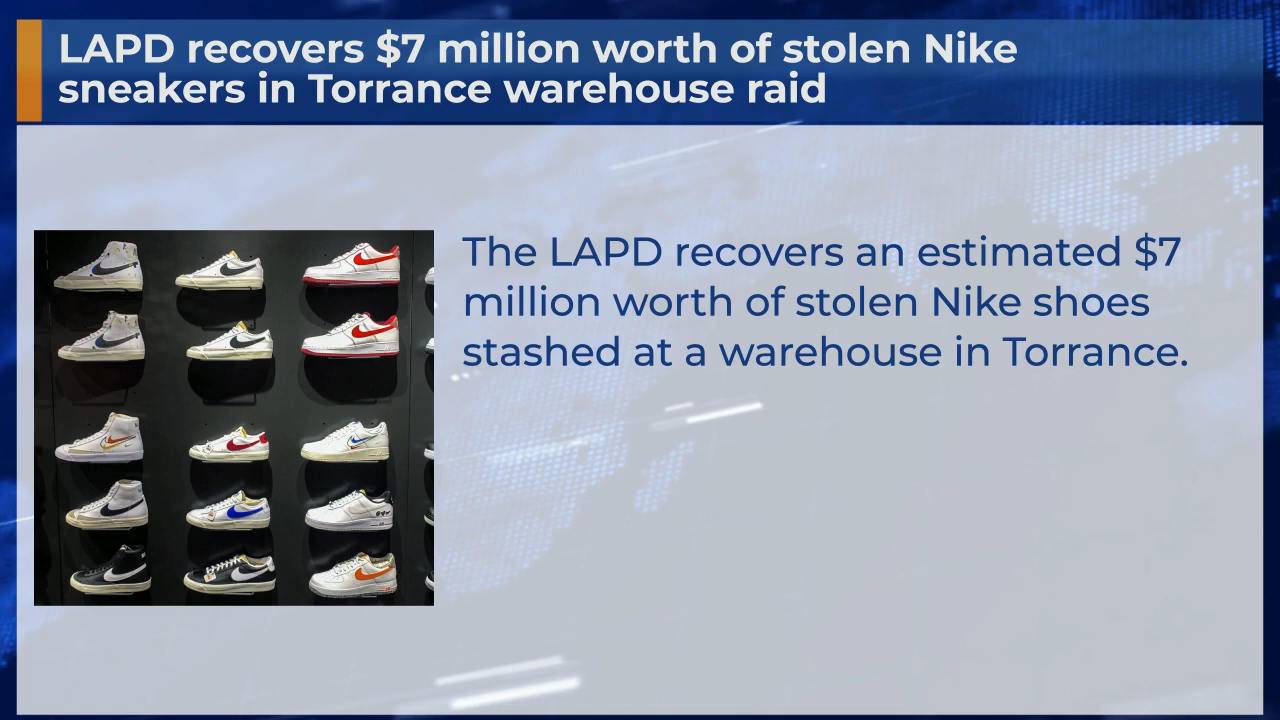 LAPD recovers $7 million worth of stolen Nike
sneakers in Torrance warehouse raid
The LAPD recovers an estimated $7
million worth of stolen Nike shoes
stashed at a warehouse in Torrance.